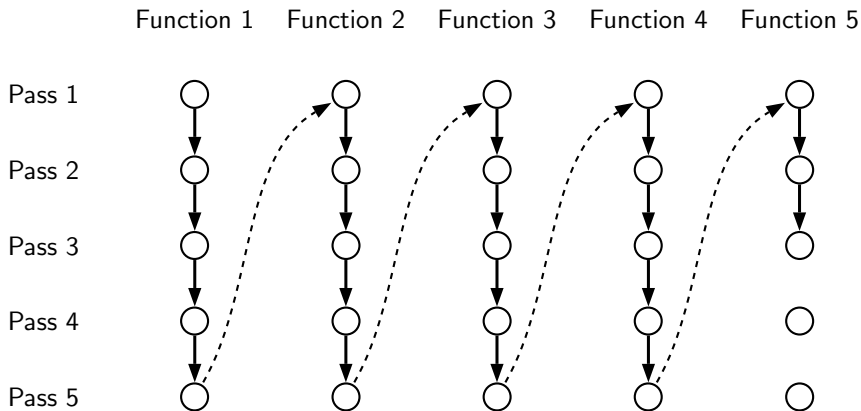 Function 1 Function 2 Function 3 Function 4 Function 5
Pass 1
Pass 2
Pass 3
Pass 4
Pass 5